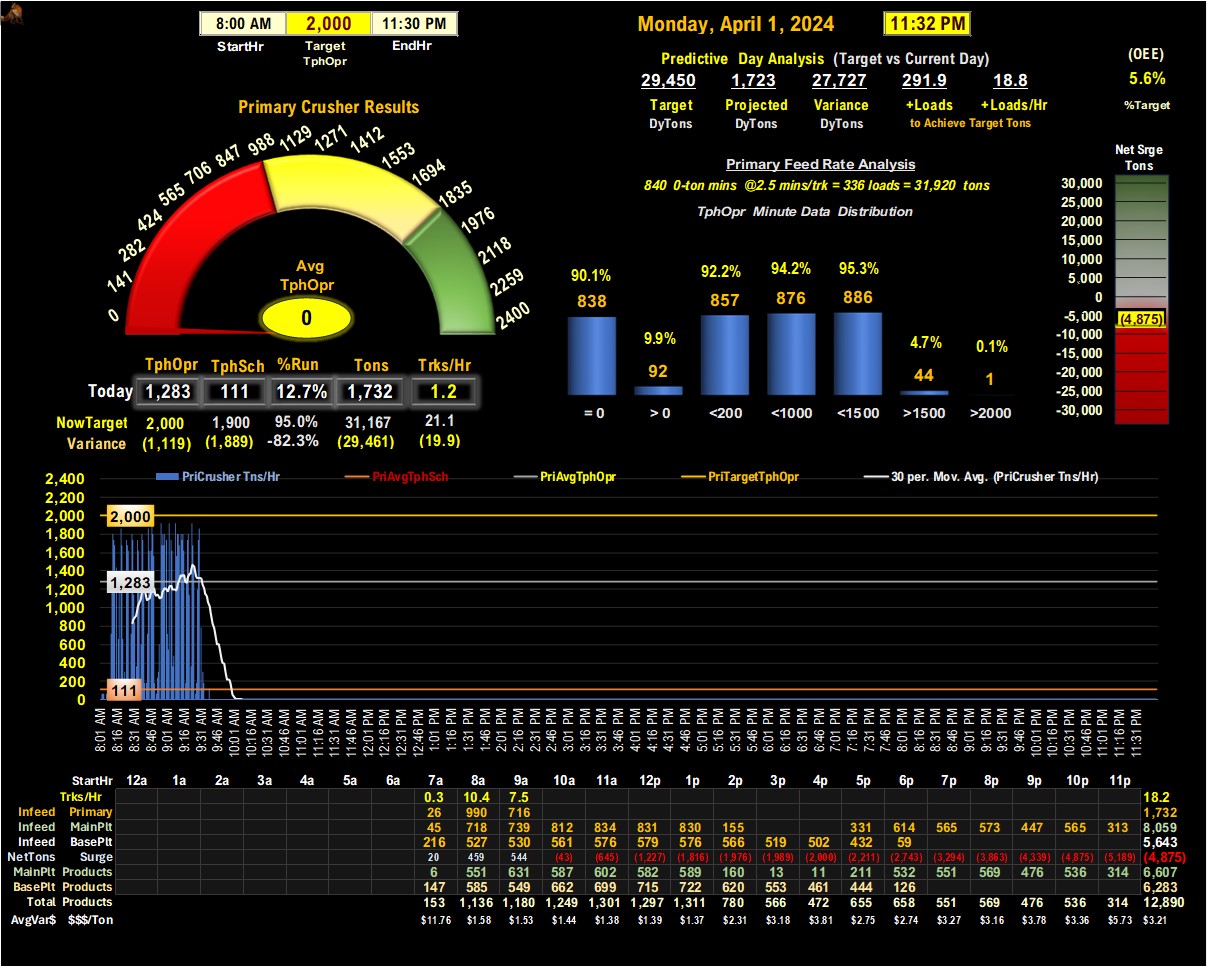 8:00 AM 2,000 11:30 PM
StartHr Target EndHr
TphOpr
Monday, April 1, 2024 11:32 PM
Predictive Day Analysis (Target vs Current Day)
29,450 1,723 27,727 291.9 18.8
Target Projected Variance +Loads +Loads/Hr
DyTons DyTons DyTons to Achieve Target Tons
(OEE)
5.6%
%Target
Primary Crusher Results
0 141 282 424 565 706 847 988 1129 1271 1412 1553 1694 1835 1976 2118 2259 2400
Avg
TphOpr
0
TphOpr TphSch %Run Tons Trks/Hr
Today 1,283 111 12.7% 1,732 1.2
NowTarget 2,000 1,900 95.0% 31,167 21.1
Variance (1,119) (1,889) -82.3% (29,461) (19.9)
Primary Feed Rate Analysis
840 0-ton mins @2.5 mins/trk = 336 loads = 31,920 tons
TphOpr Minute Data Distribution
90.1% 9.9% 92.2% 94.2% 95.3% 4.7% 0.1%
838 92 857 876 886 44 1
= 0 > 0 <200 <1000 <1500 >1500 >2000
Net Srge
Tons
30,000
25,000
20,000
15,000
10,000
5,000
0
-5,000 (4,875)
-10,000
-15,000
-20,000
-25,000
-30,000
PriCrusher Tns/Hr PriAvgTphSch PriAvgTphOpr PriTargetTphOpr 30 per. Mov. Avg. (PriCrusher Tns/Hr)
2,400
2,200
2,000 2,000
1,800
1,600
1,400
1,200 1,283
1,000
800
600
400
200 111
0
8:01 AM 8:16 AM 8:31 AM 8:46 AM 9:01 AM 9:16 AM 9:31 AM 9:46 AM 10:01 AM 10:16 AM 10:31 AM 10:46 AM 11:01 AM 11:16 AM 11:31 AM 11:46 AM 12:01 PM 12:16 PM 12:31 PM 12:46 PM 1:01 PM 1:16 PM 1:31 PM 1:46 PM 2:01 PM 2:16 PM 2:31 PM 2:46 PM 3:01 PM 3:16 PM 3:31 PM 3:46 PM 4:01 PM 4:16 PM 4:31 PM 4:46 PM 5:01 PM 5:16 PM 5:31 PM 5:46 PM 6:01 PM 6:16 PM 6:31 PM 6:46 PM 7:01 PM 7:16 PM 7:31 PM 7:46 PM 8:01 PM 8:16 PM 8:31 PM 8:46 PM 9:01 PM 9:16 PM 9:31 PM 9:46 PM 10:01 PM 10:16 PM 10:31 PM 10:46 PM 11:01 PM 11:16 PM 11:31 PM
StartHr 12a 1a 2a 3a 4a 5a 6a 7a 8a 9a 10a 11a 12p 1p 2p 3p 4p 5p 6p 7p 8p 9p 10p 11p
Trks/Hr 0.3 10.4 7.5 18.2
Infeed Primary 26 990 716 1,732
Infeed MainPlt 45 718 739 812 834 831 830 155 331 614 565 573 447 565 313 8,059
Infeed BasePlt 216 527 530 561 576 579 576 566 519 502 432 59 5,643
NetTons Surge 20 459 544 (43) (645) (1,227) (1,816) (1,976) (1,989) (2,000) (2,211) (2,743) (3,294) (3,863) (4,339) (4,875) (5,189) (4,875)
MainPlt Products 6 551 631 587 602 582 589 160 13 11 211 532 551 569 476 536 314 6,607
BasePlt Products 147 585 549 662 699 715 722 620 553 461 444 126 6,283
Total Products 153 1,136 1,180 1,249 1,301 1,297 1,311 780 566 472 655 658 551 569 476 536 314 12,890
AvgVar$ $$$/Ton $11.76 $1.58 $1.53 $1.44 $1.38 $1.39 $1.37 $2.31 $3.18 $3.81 $2.75 $2.74 $3.27 $3.16 $3.78 $3.36 $5.73 $3.21